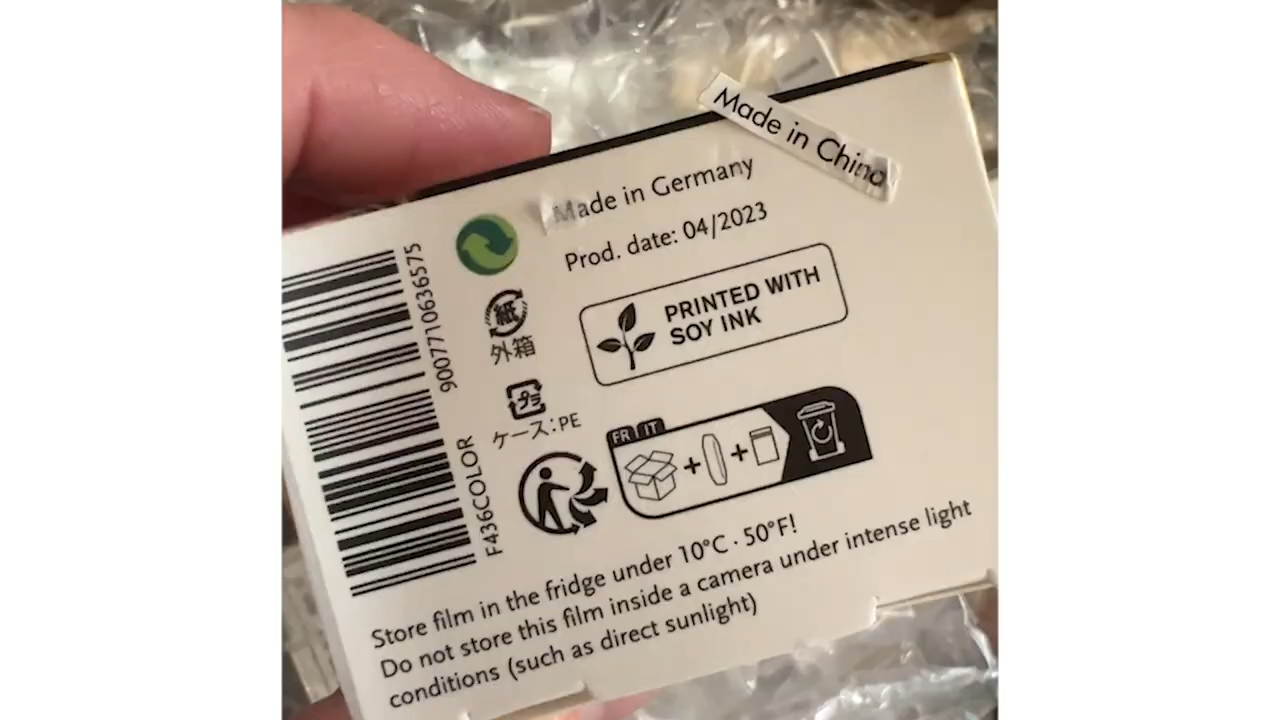 Made in China
Made in Germany
Prod. date: 04/2023
PRINTED WITH
SOY INK
紙
外箱
プラ
ケース:PE
FR IT
9007710636575
F436COLOR
Store film in the fridge under 10°C · 50°F!
Do not store this film inside a camera under intense light
conditions (such as direct sunlight)